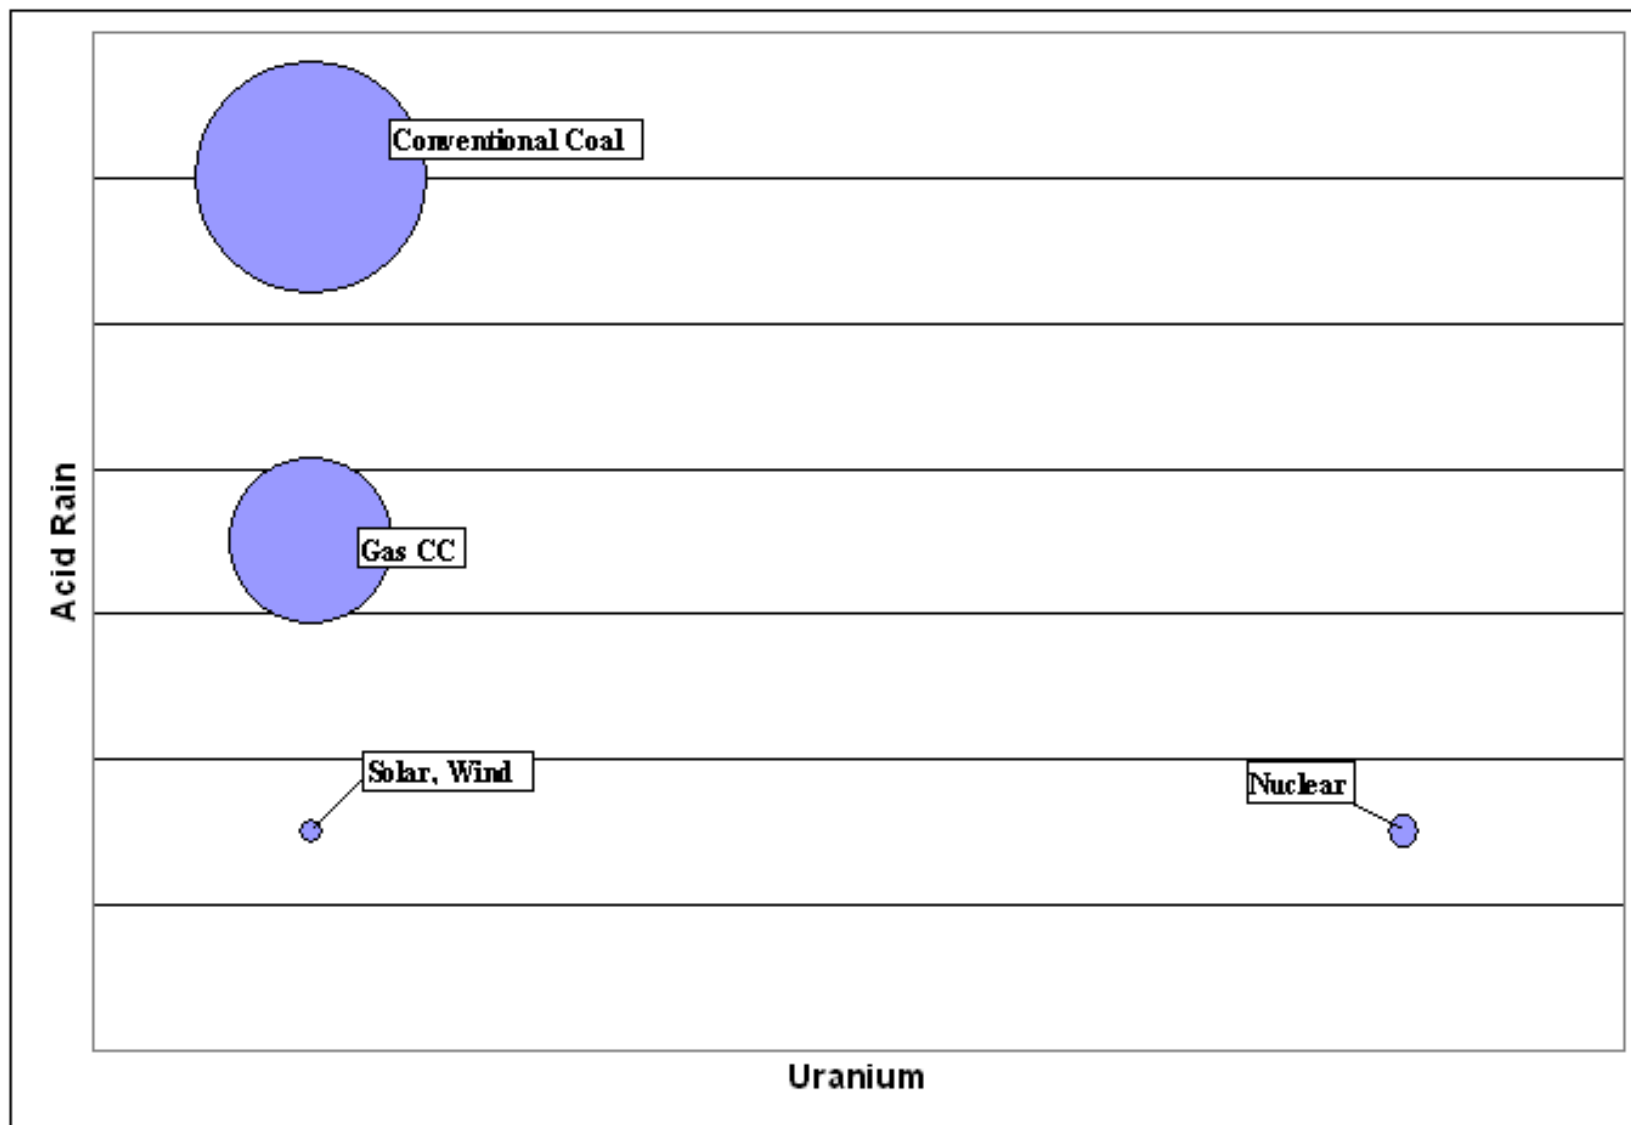 Conventional Coal
Gas CC
Acid Rain
Solar, Wind
Nuclear
Uranium